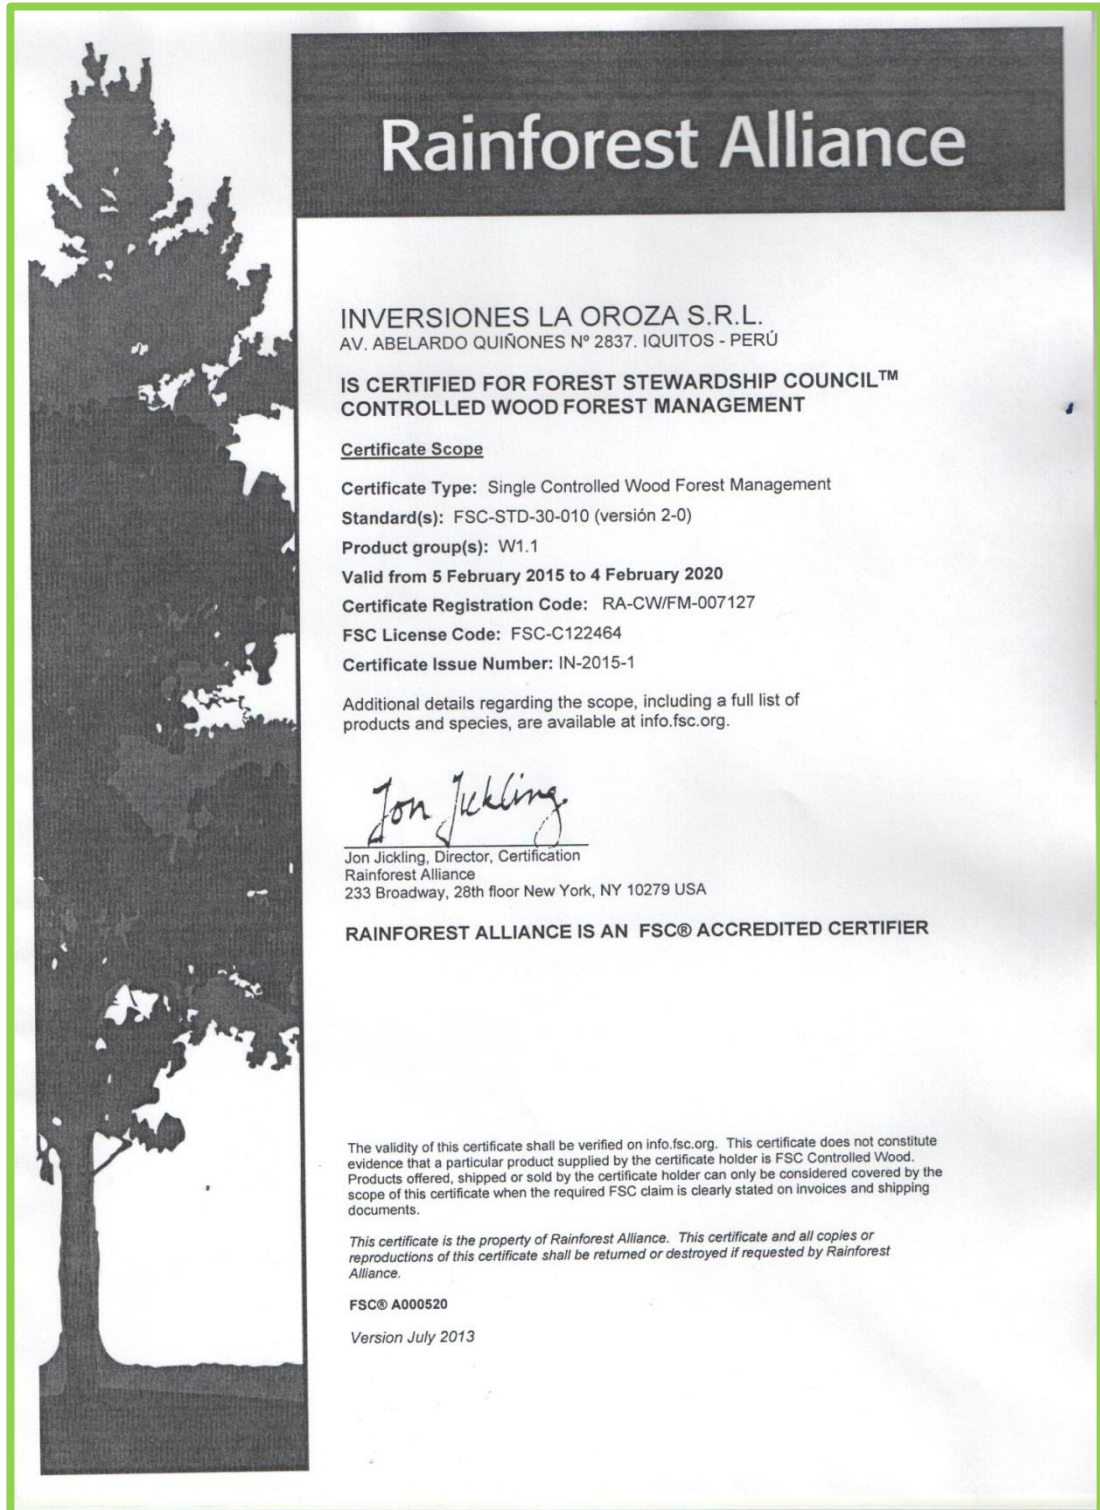 Rainforest Alliance
INVERSIONES LA OROZA S.R.L.
AV. ABELARDO QUIÑONES Nº 2837. IQUITOS - PERÚ
IS CERTIFIED FOR FOREST STEWARDSHIP COUNCIL™
CONTROLLED WOOD FOREST MANAGEMENT
Certificate Scope
Certificate Type: Single Controlled Wood Forest Management
Standard(s): FSC-STD-30-010 (versión 2-0)
Product group(s): W1.1
Valid from 5 February 2015 to 4 February 2020
Certificate Registration Code: RA-CW/FM-007127
FSC License Code: FSC-C122464
Certificate Issue Number: IN-2015-1
Additional details regarding the scope, including a full list of
products and species, are available at info.fsc.org.
Jon Jickling
Jon Jickling, Director, Certification
Rainforest Alliance
233 Broadway, 28th floor New York, NY 10279 USA
RAINFOREST ALLIANCE IS AN FSC® ACCREDITED CERTIFIER
The validity of this certificate shall be verified on info.fsc.org. This certificate does not constitute
evidence that a particular product supplied by the certificate holder is FSC Controlled Wood.
Products offered, shipped or sold by the certificate holder can only be considered covered by the
scope of this certificate when the required FSC claim is clearly stated on invoices and shipping
documents.
This certificate is the property of Rainforest Alliance. This certificate and all copies or
reproductions of this certificate shall be returned or destroyed if requested by Rainforest
Alliance.
FSC® A000520
Version July 2013